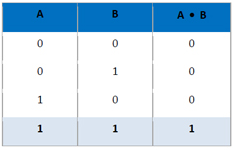 A B A • B
0 0 0
0 1 0
1 0 0
1 1 1